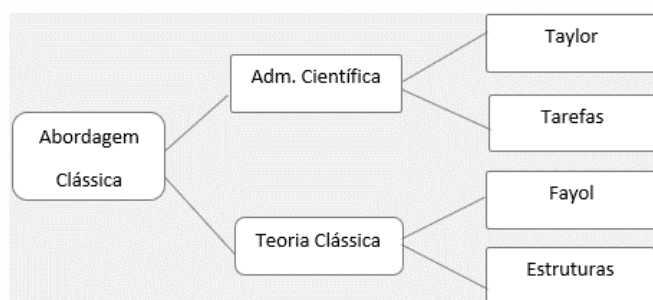 Abordagem
Clássica
Adm. Científica
Teoria Clássica
Taylor
Tarefas
Fayol
Estruturas